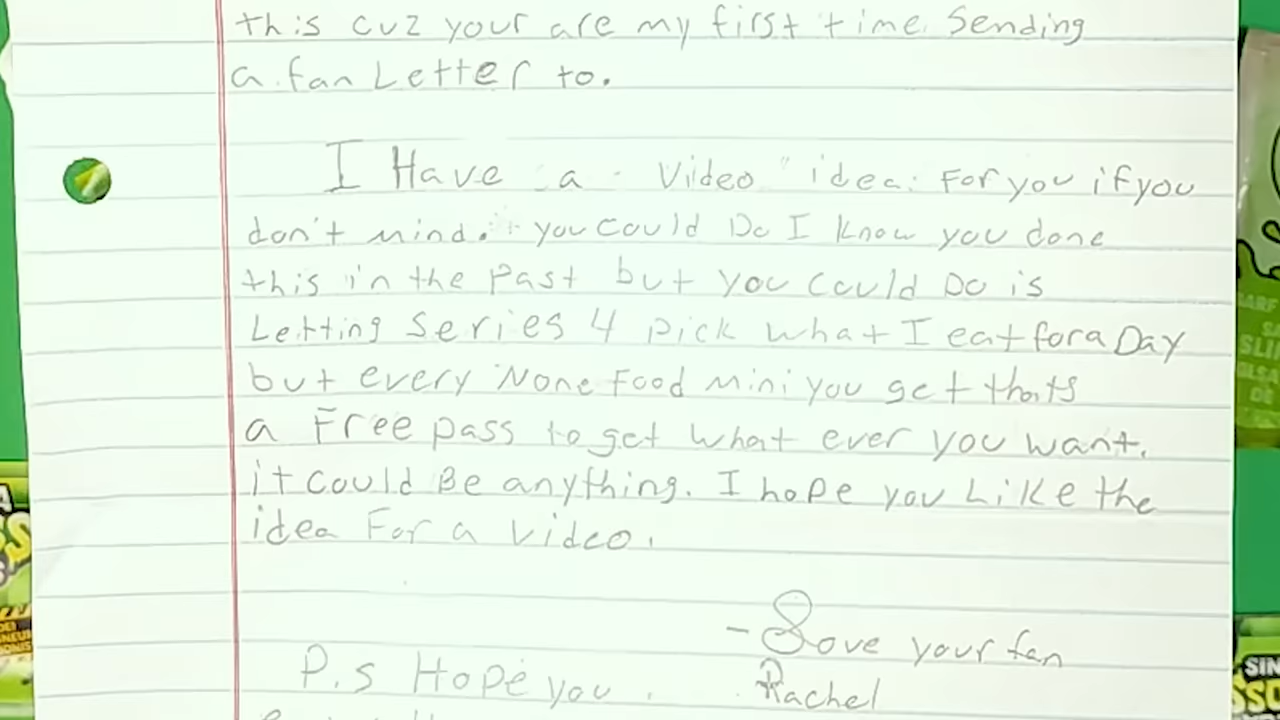 this cuz your are my first time. Sending
a fan Letter to.
I Have a Video idea. For you if you
don't mind. you could Do I know you done
this in the Past but you could Do is
Letting Series 4 Pick what I eat for a Day
but every None Food mini you get thats
a Free pass to get what ever you want.
it could Be anything. I hope you Like the
idea For a Video.
-Love your fan
Rachel
P.s Hope you
SLI
DE
SIN